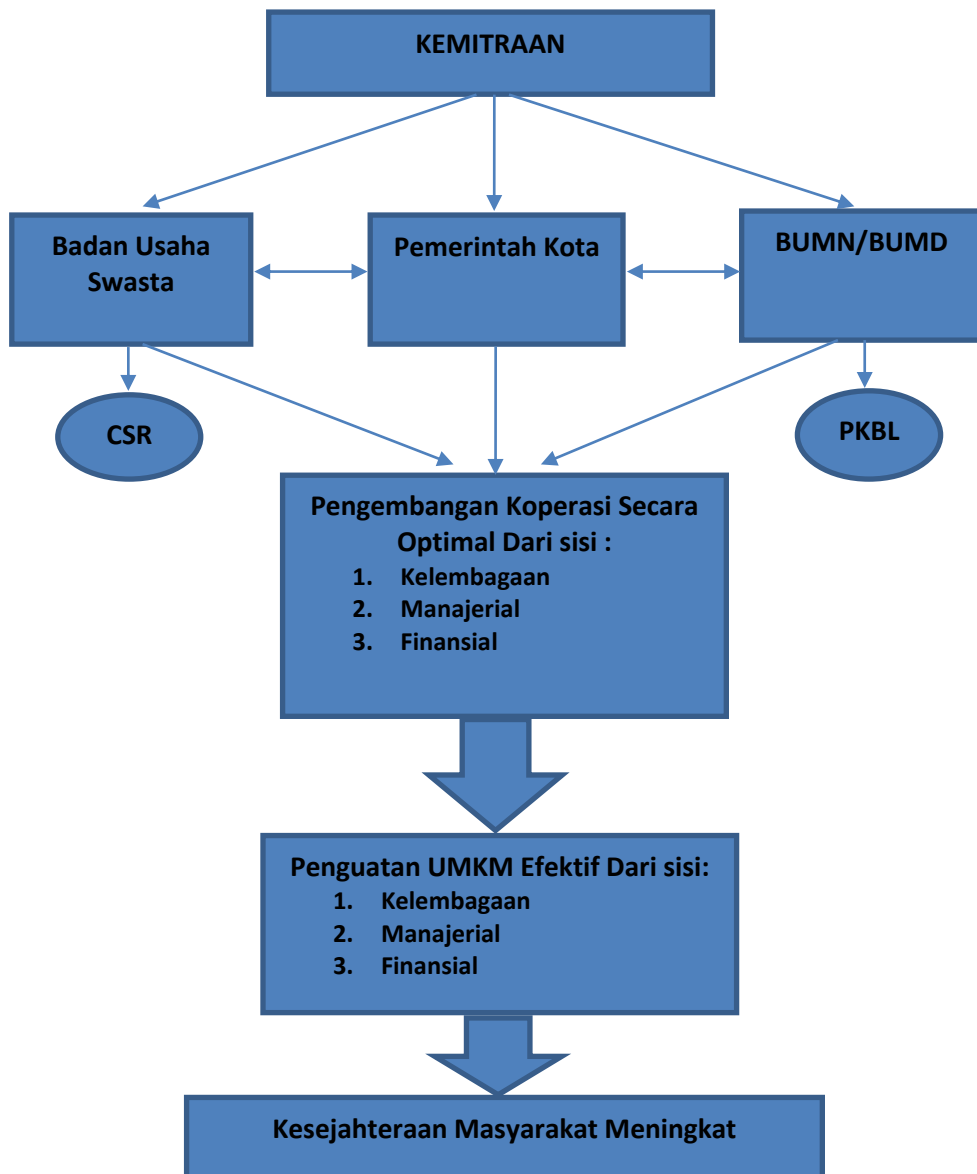 KEMITRAAN
Badan Usaha
Swasta
Pemerintah Kota
BUMN/BUMD
CSR
PKBL
Pengembangan Koperasi Secara
Optimal Dari sisi :
1. Kelembagaan
2. Manajerial
3. Finansial
Penguatan UMKM Efektif Dari sisi:
1. Kelembagaan
2. Manajerial
3. Finansial
Kesejahteraan Masyarakat Meningkat